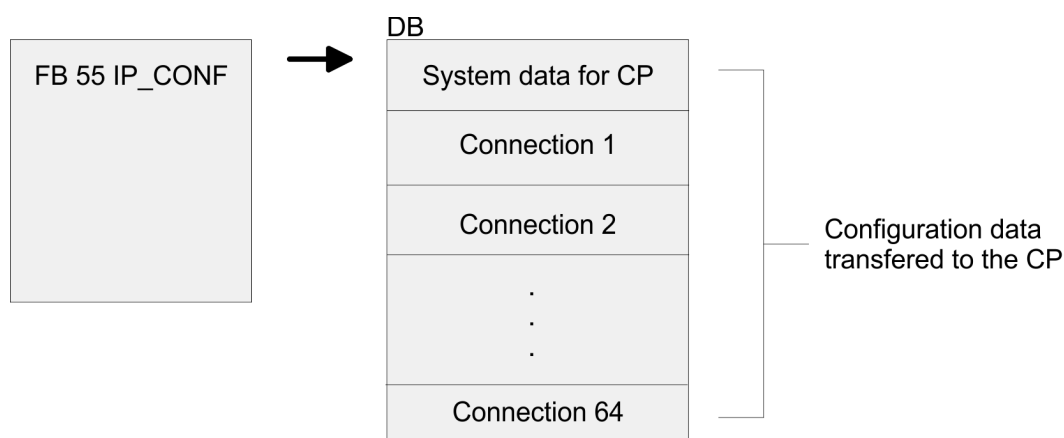 DB
FB 55 IP_CONF
System data for CP
Connection 1
Connection 2
.
.
.
Connection 64
Configuration data
transfered to the CP